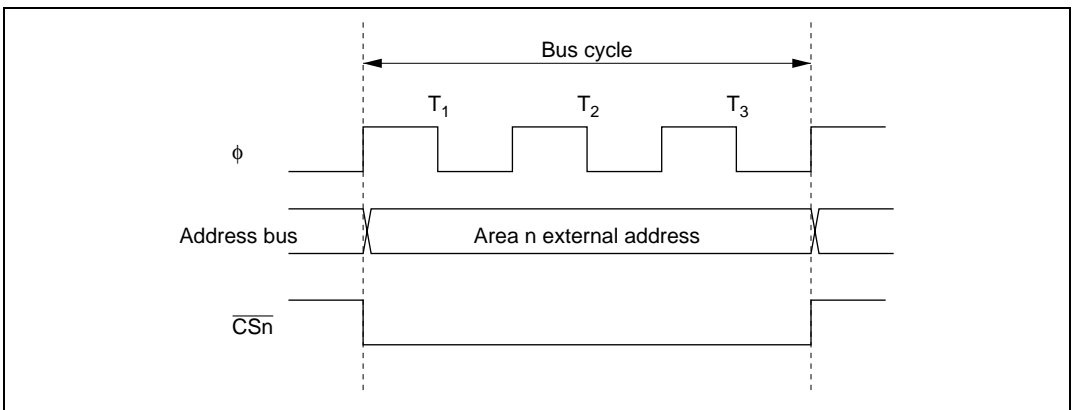 Bus cycle
T1 T2 T3
ϕ
Address bus Area n external address
CSn